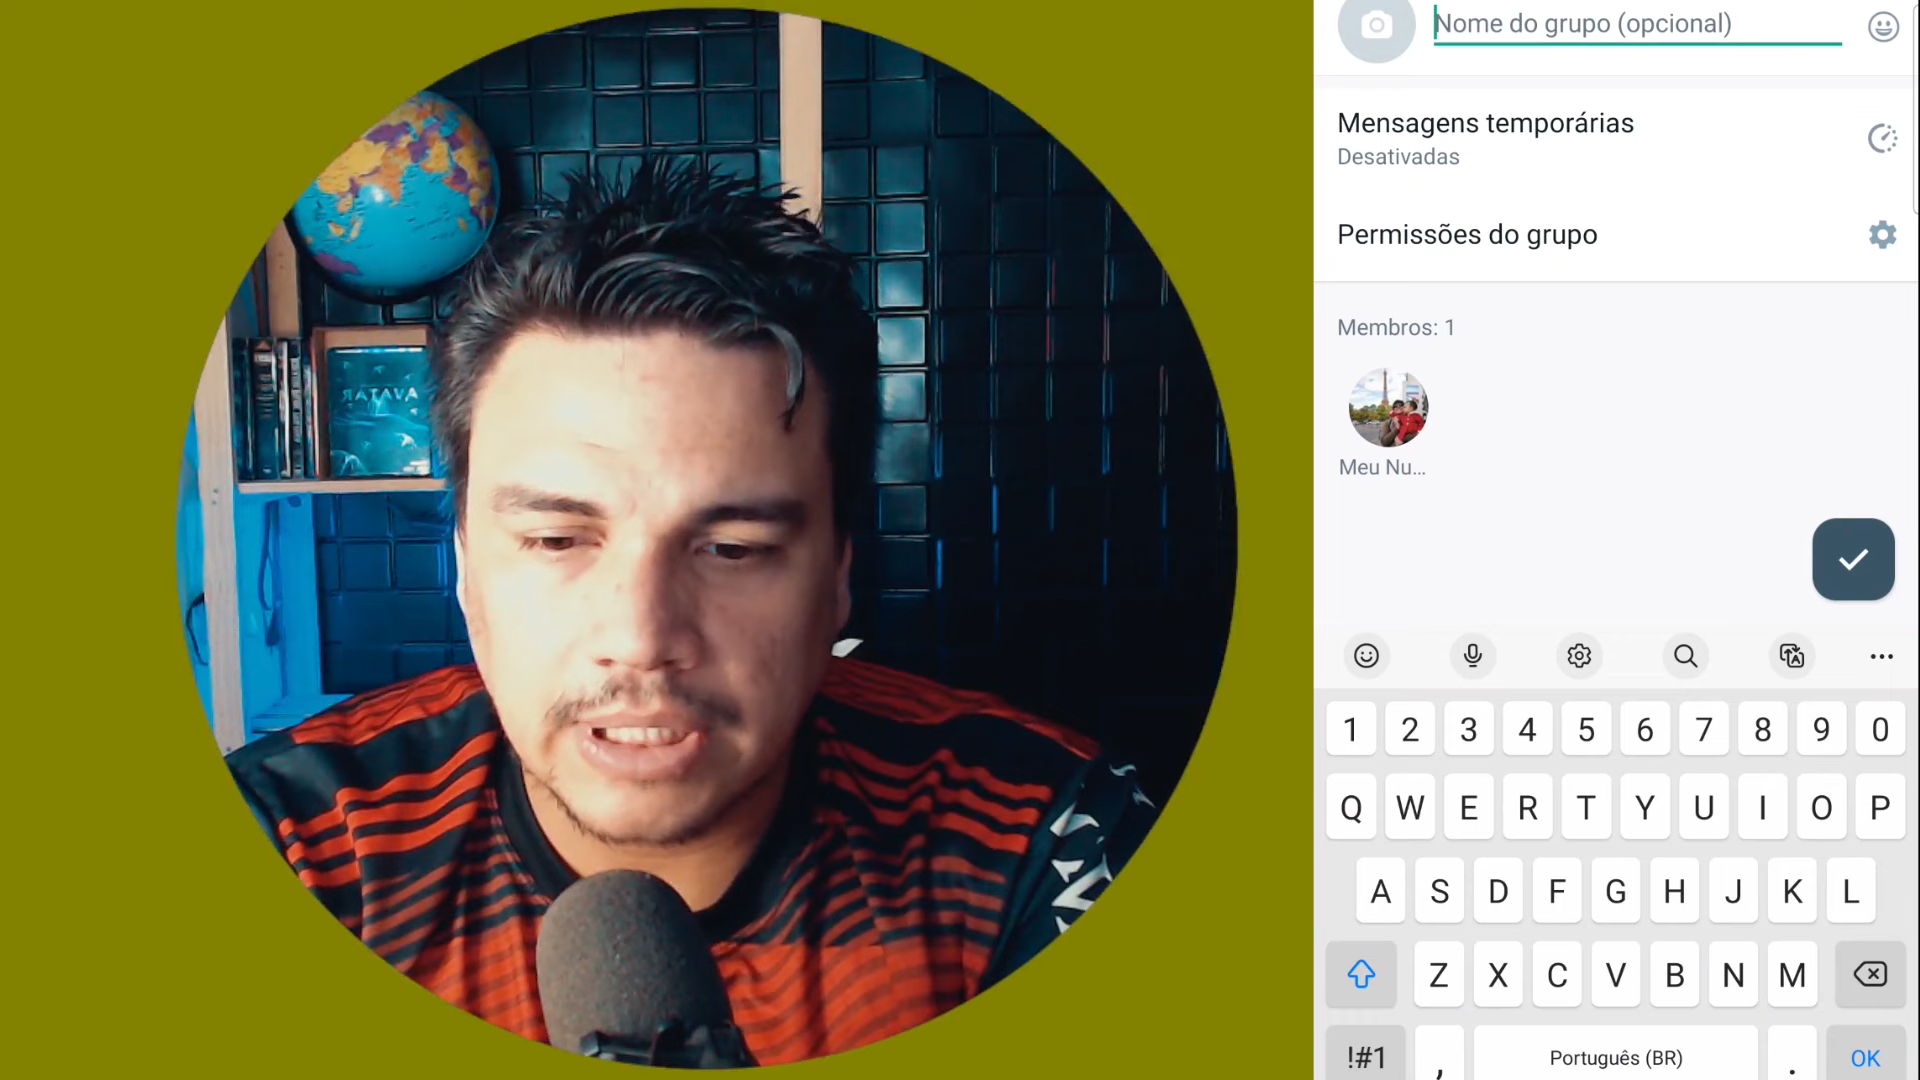 Nome do grupo (opcional)
Mensagens temporárias
Desativadas
Permissões do grupo
Membros: 1
Meu Nu...
AVATAR
1 2 3 4 5 6 7 8 9 0
Q W E R T Y U I O P
A S D F G H J K L
Z X C V B N M
!#1 , Português (BR) . OK